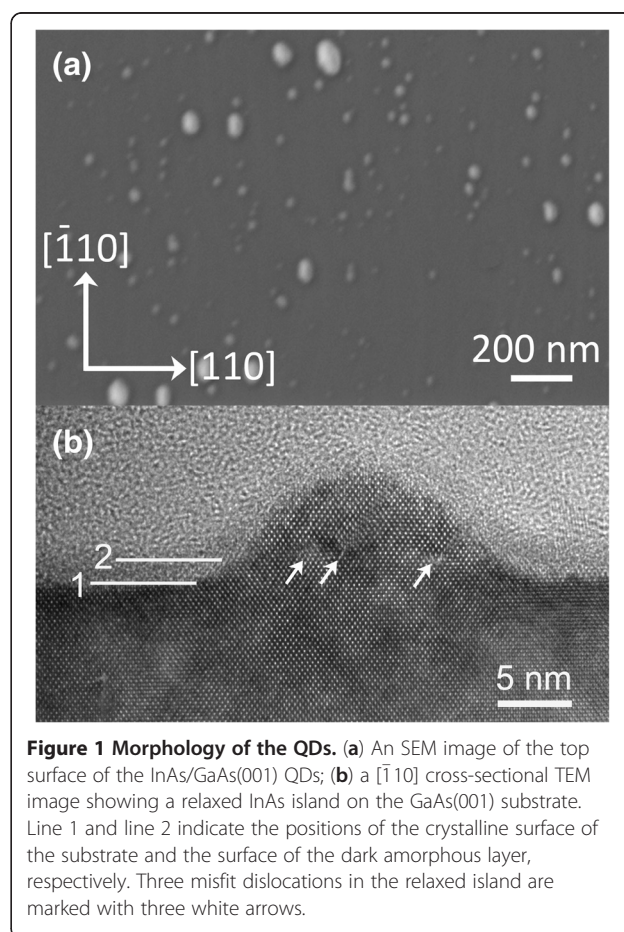 (a)
[1̄10]
[110]
200 nm
(b)
2
1
5 nm
Figure 1 Morphology of the QDs. (a) An SEM image of the top
surface of the InAs/GaAs(001) QDs; (b) a [1̄10] cross-sectional TEM
image showing a relaxed InAs island on the GaAs(001) substrate.
Line 1 and line 2 indicate the positions of the crystalline surface of
the substrate and the surface of the dark amorphous layer,
respectively. Three misfit dislocations in the relaxed island are
marked with three white arrows.